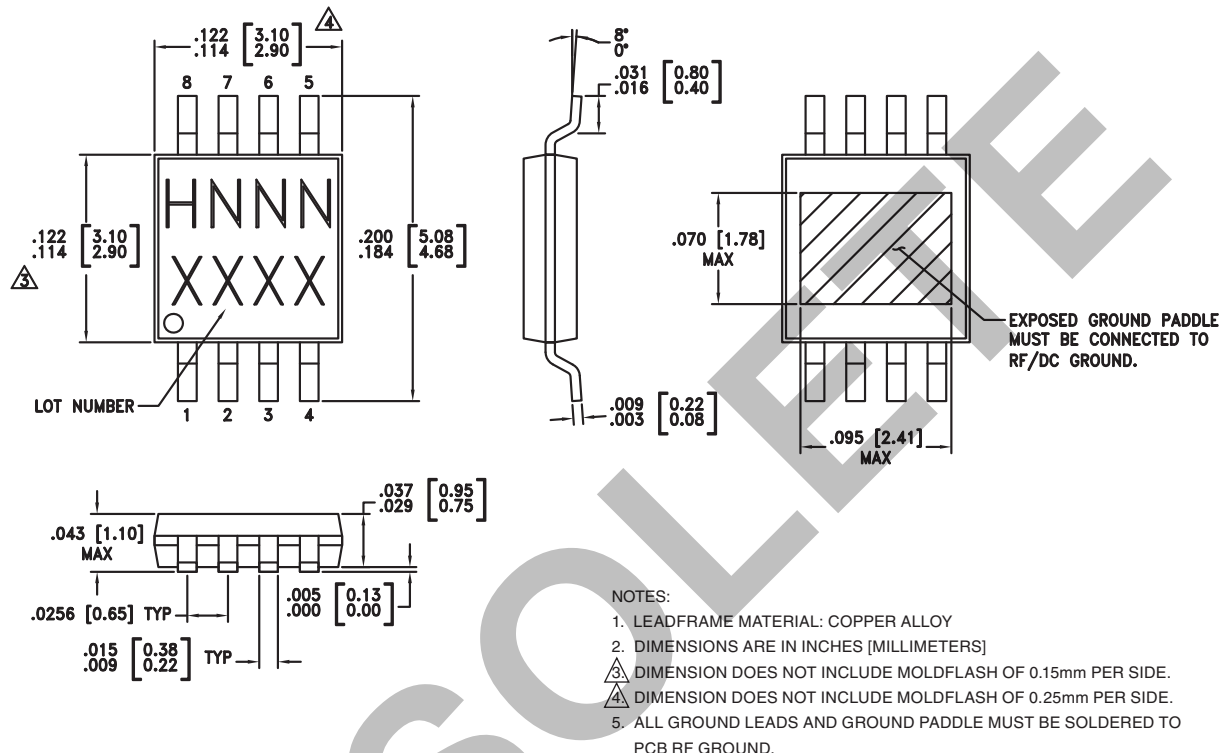 .122 [3.10]
.114 [2.90]
4
8 7 6 5
HNNN
XXXX
.122 [3.10]
.114 [2.90]
3
.200 [5.08]
.184 [4.68]
LOT NUMBER
1 2 3 4
8°
0°
.031 [0.80]
.016 [0.40]
.009 [0.22]
.003 [0.08]
.070 [1.78]
MAX
EXPOSED GROUND PADDLE
MUST BE CONNECTED TO
RF/DC GROUND.
.095 [2.41]
MAX
.037 [0.95]
.029 [0.75]
.043 [1.10]
MAX
.005 [0.13]
.000 [0.00]
.0256 [0.65] TYP
.015 [0.38]
.009 [0.22] TYP
NOTES:
1. LEADFRAME MATERIAL: COPPER ALLOY
2. DIMENSIONS ARE IN INCHES [MILLIMETERS]
3. DIMENSION DOES NOT INCLUDE MOLDFLASH OF 0.15mm PER SIDE.
4. DIMENSION DOES NOT INCLUDE MOLDFLASH OF 0.25mm PER SIDE.
5. ALL GROUND LEADS AND GROUND PADDLE MUST BE SOLDERED TO
PCB RF GROUND.
SOLETE